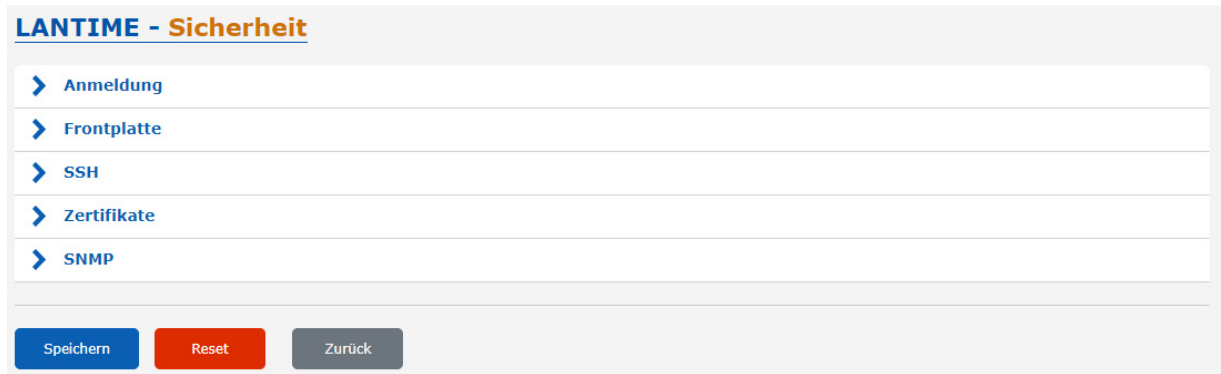 LANTIME - Sicherheit
Anmeldung
Frontplatte
SSH
Zertifikate
SNMP
Speichern Reset Zurück